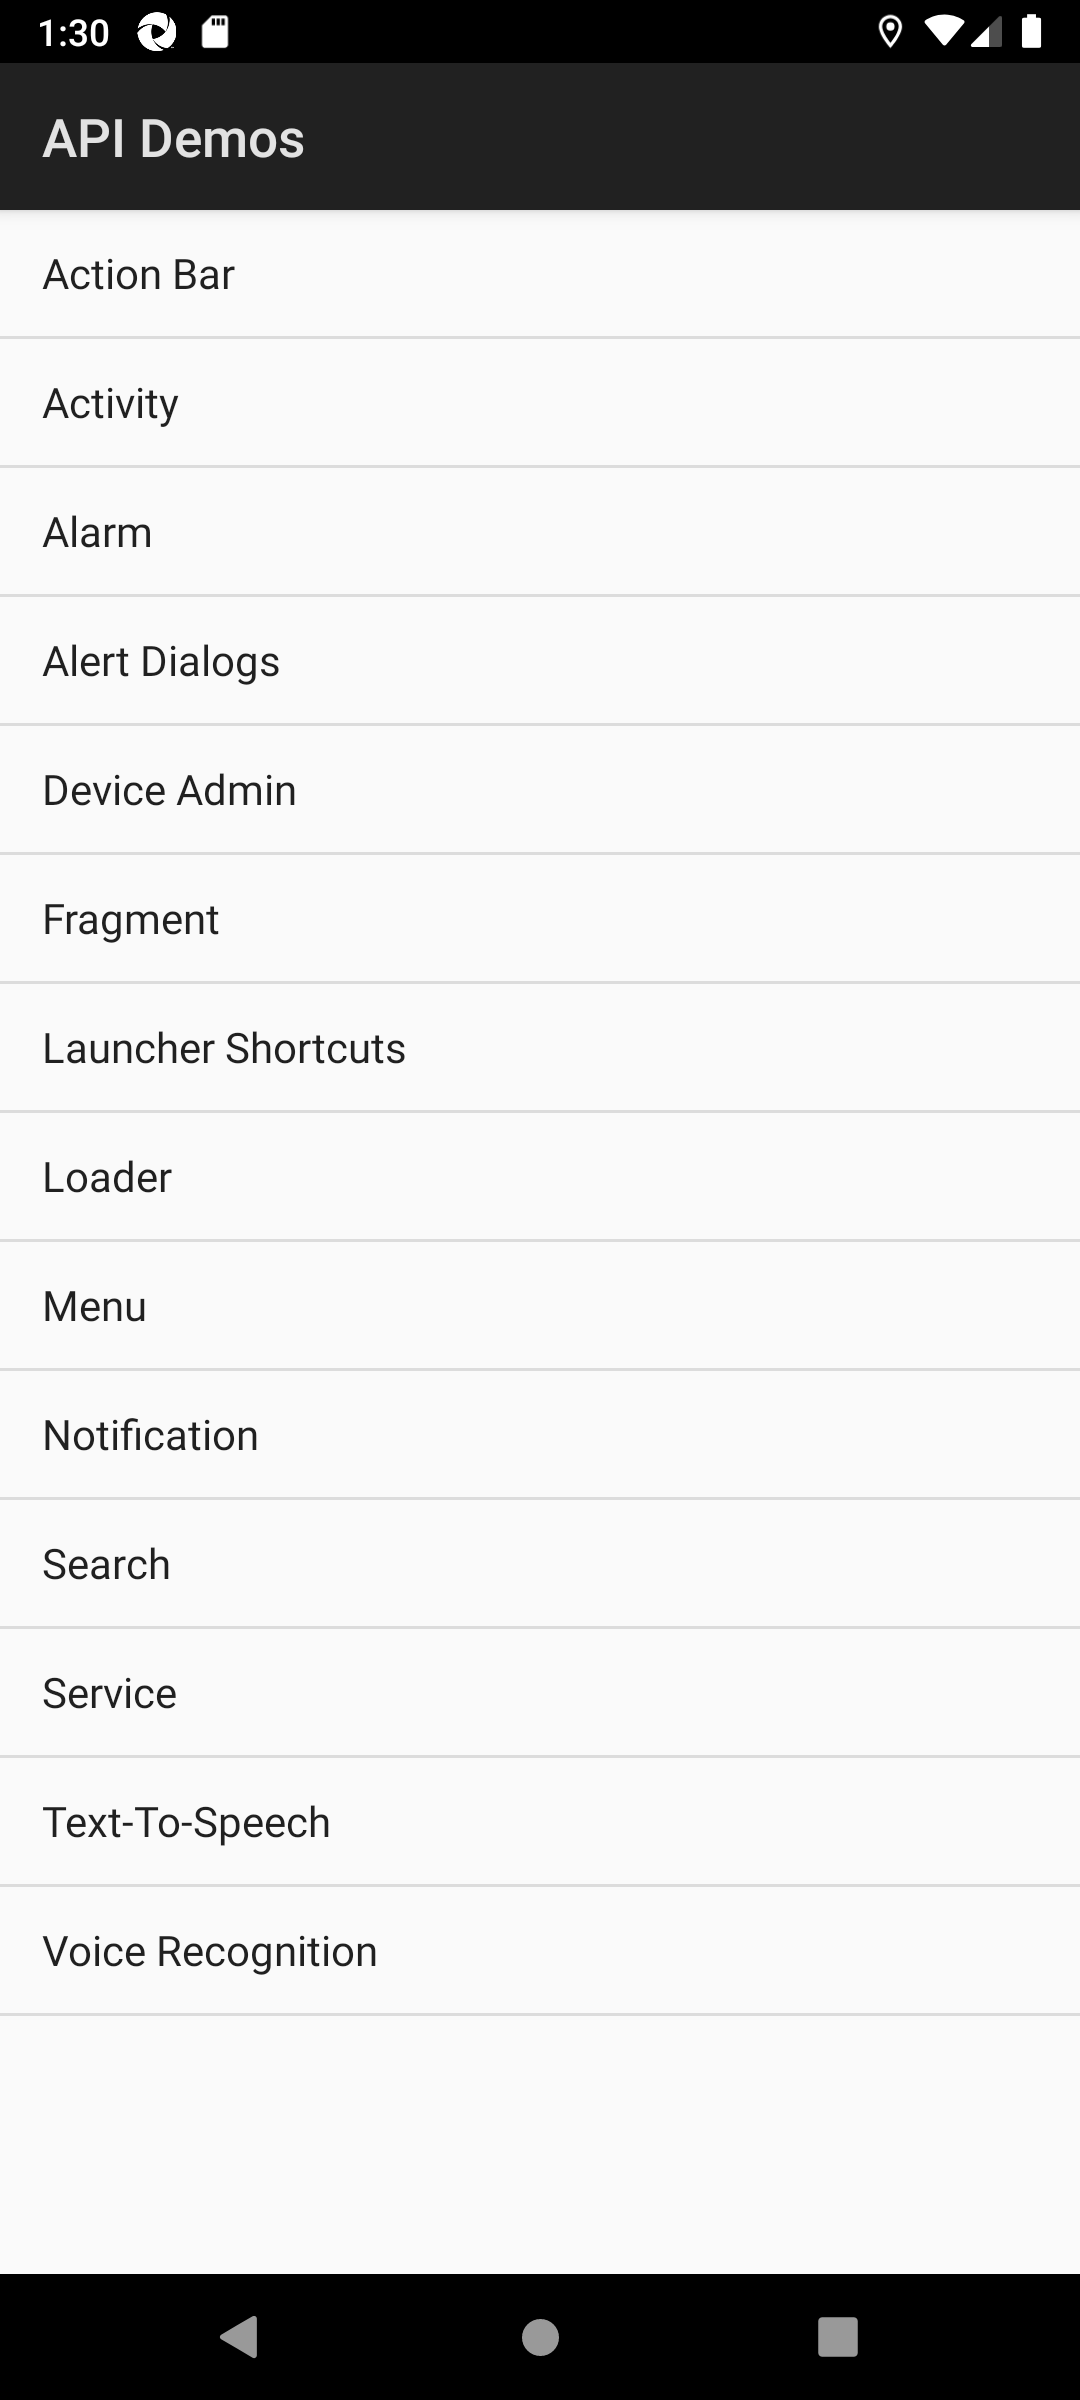 1:30
API Demos
Action Bar
Activity
Alarm
Alert Dialogs
Device Admin
Fragment
Launcher Shortcuts
Loader
Menu
Notification
Search
Service
Text-To-Speech
Voice Recognition